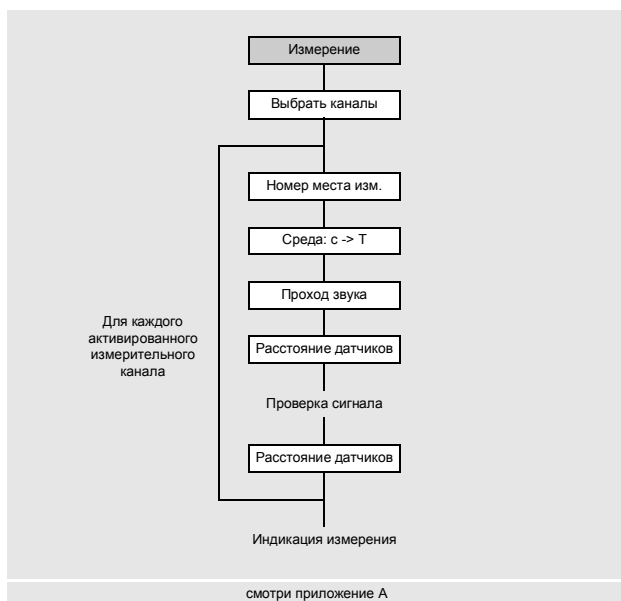 Измерение
Выбрать каналы
Номер места изм.
Среда: c -> T
Проход звука
Для каждого
активированного
измерительного
канала
Расстояние датчиков
Проверка сигнала
Расстояние датчиков
Индикация измерения
смотри приложение A